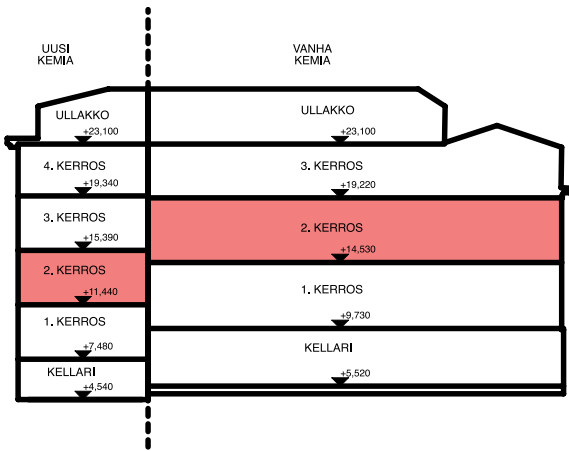 UUSI
KEMIA
VANHA
KEMIA
ULLAKKO
+23,100
ULLAKKO
+23,100
4. KERROS
+19,340
3. KERROS
+19,220
3. KERROS
+15,390
2. KERROS
+14,530
2. KERROS
+11,440
1. KERROS
+9,730
1. KERROS
+7,480
KELLARI
+5,520
KELLARI
+4,540